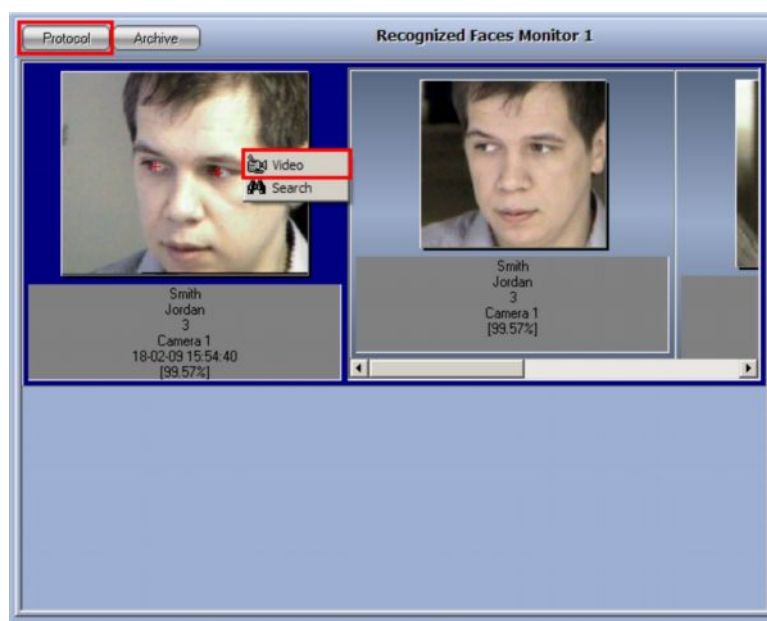 Protocol
Archive
Recognized Faces Monitor 1
Video
Search
Smith
Jordan
3
Camera 1
18-02-09 15:54:40
[99.57%]
Smith
Jordan
3
Camera 1
[99.57%]